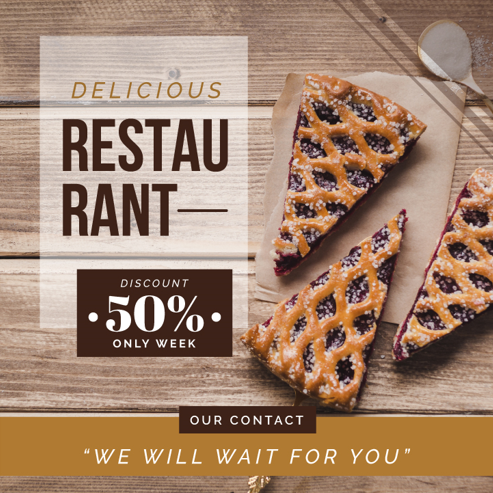 DELICIOUS
RESTAU
RANT—
DISCOUNT
•50%•
ONLY WEEK
OUR CONTACT
“WE WILL WAIT FOR YOU”